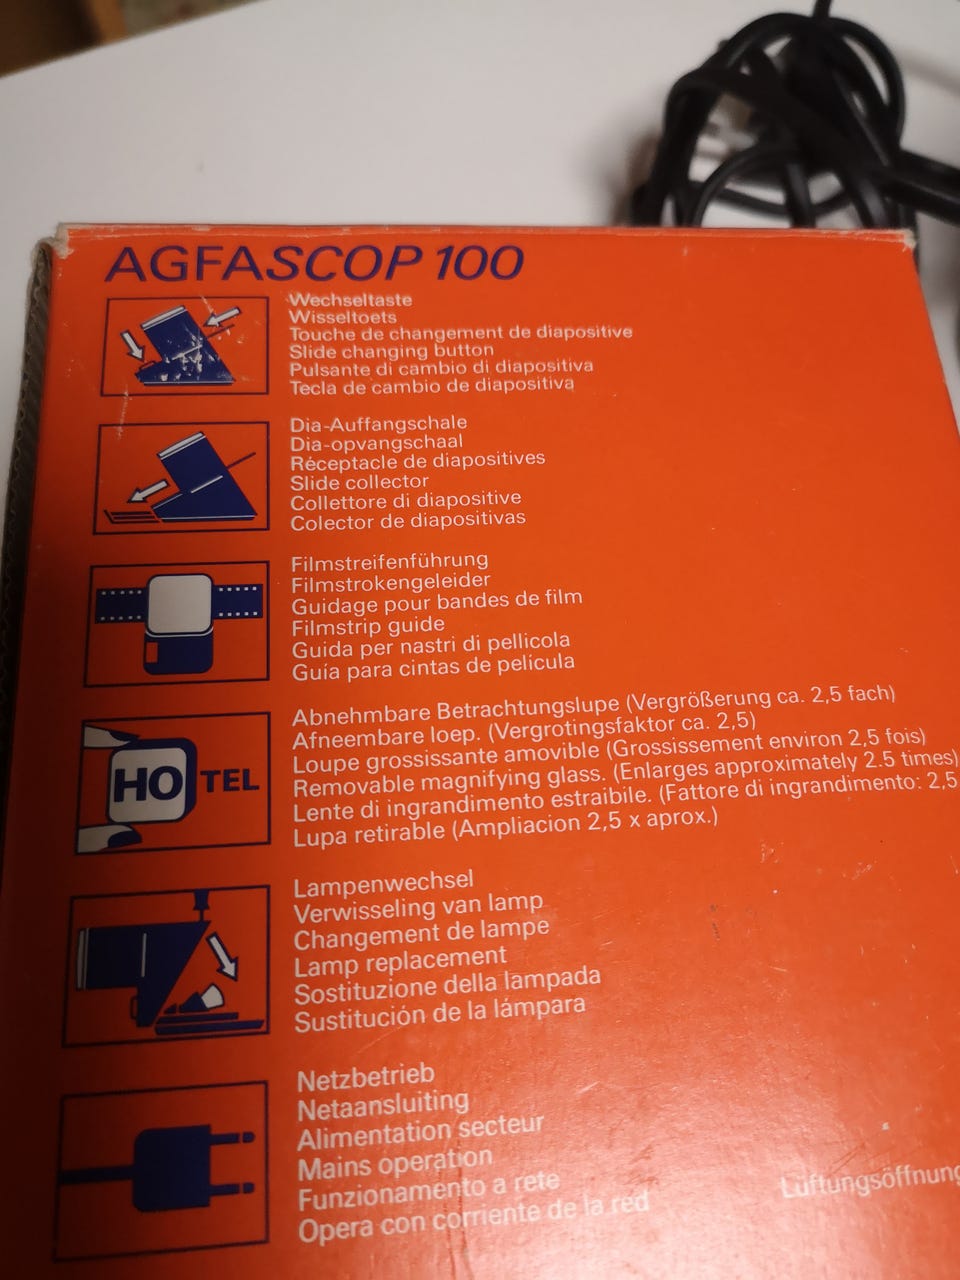 AGFASCOP 100
Wechseltaste
Wisseltoets
Touche de changement de diapositive
Slide changing button
Pulsante di cambio di diapositiva
Tecla de cambio de diapositiva
Dia-Auffangschale
Dia-opvangschaal
Réceptacle de diapositives
Slide collector
Collettore di diapositive
Colector de diapositivas
Filmstreifenführung
Filmstrokengeleider
Guidage pour bandes de film
Filmstrip guide
Guida per nastri di pellicola
Guía para cintas de película
HOTEL
Abnehmbare Betrachtungslupe (Vergrößerung ca. 2,5 fach)
Afneembare loep. (Vergrotingsfaktor ca. 2,5)
Loupe grossissante amovible (Grossissement environ 2,5 fois)
Removable magnifying glass. (Enlarges approximately 2.5 times)
Lente di ingrandimento estraibile. (Fattore di ingrandimento: 2,5
Lupa retirable (Ampliacion 2,5 x aprox.)
Lampenwechsel
Verwisseling van lamp
Changement de lampe
Lamp replacement
Sostituzione della lampada
Sustitución de la lámpara
Netzbetrieb
Netaansluiting
Alimentation secteur
Mains operation
Funzionamento a rete
Opera con corriente de la red
Lüftungsöffnung